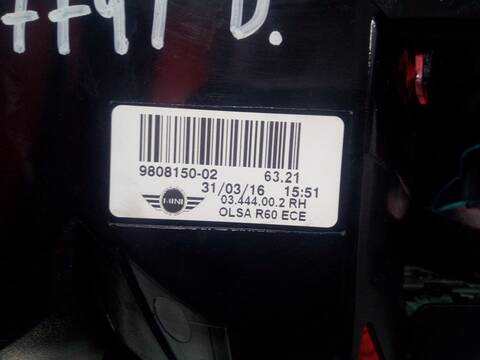 D.
9808150-02 63.21
31/03/16 15:51
MINI 03.444.00.2 RH
OLSA R60 ECE